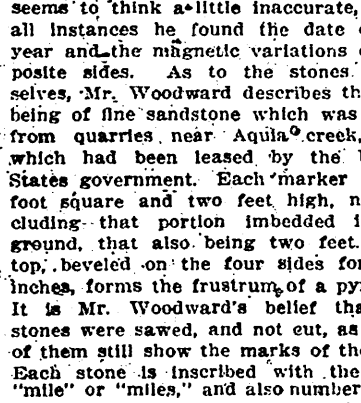 seems to think a little inaccurate,
all instances he found the date
year and the magnetic variations
posite sides. As to the stones
selves, Mr. Woodward describes th
being of fine sandstone which was
from quarries near Aquia creek,
which had been leased by the
States government. Each marker
foot square and two feet high, n
cluding that portion imbedded i
ground, that also being two feet.
top, beveled on the four sides fo
inches, forms the frustrum of a py
It is Mr. Woodward's belief tha
stones were sawed, and not cut, as
of them still show the marks of th
Each stone is inscribed with the
"mile" or "miles," and also number